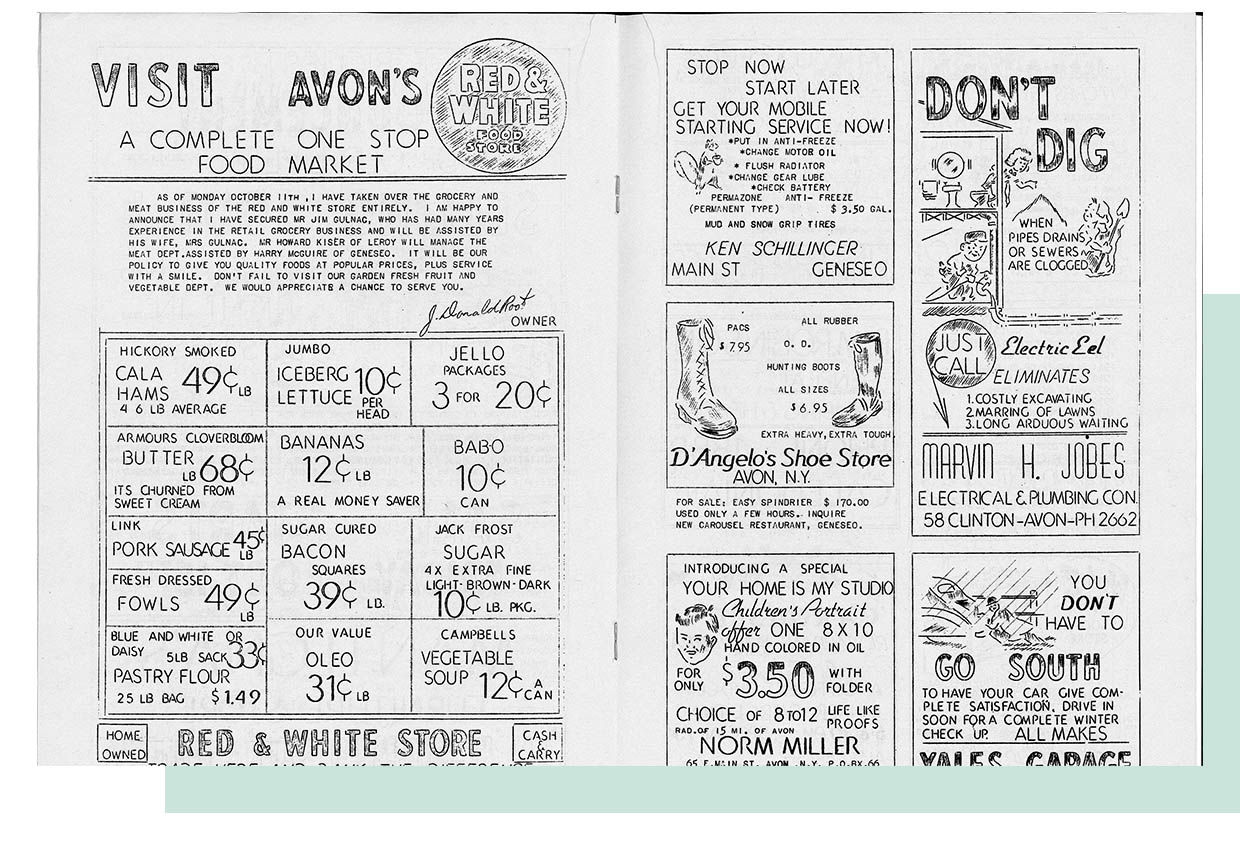 VISIT AVON'S
RED &
WHITE
FOOD
STORE
A COMPLETE ONE STOP
FOOD MARKET
AS OF MONDAY OCTOBER 11TH , I HAVE TAKEN OVER THE GROCERY AND
MEAT BUSINESS OF THE RED AND WHITE STORE ENTIRELY. I AM HAPPY TO
ANNOUNCE THAT I HAVE SECURED MR JIM GULNAC, WHO HAS HAD MANY YEARS
EXPERIENCE IN THE RETAIL GROCERY BUSINESS AND WILL BE ASSISTED BY
HIS WIFE, MRS GULNAC. MR HOWARD KISER OF LEROY WILL MANAGE THE
MEAT DEPT.ASSISTED BY HARRY McGUIRE OF GENESEO. IT WILL BE OUR
POLICY TO GIVE YOU QUALITY FOODS AT POPULAR PRICES, PLUS SERVICE
WITH A SMILE. DON'T FAIL TO VISIT OUR GARDEN FRESH FRUIT AND
VEGETABLE DEPT. WE WOULD APPRECIATE A CHANCE TO SERVE YOU.
J. Donald Root
OWNER
HICKORY SMOKED
CALA
HAMS 49¢ LB
4 6 LB AVERAGE
JUMBO
ICEBERG
LETTUCE 10¢
PER
HEAD
JELLO
PACKAGES
3 FOR 20¢
ARMOURS CLOVERBLOOM
BUTTER
LB 68¢
ITS CHURNED FROM
SWEET CREAM
BANANAS
12¢ LB
A REAL MONEY SAVER
BAB-O
10¢
CAN
LINK
PORK SAUSAGE 45¢
LB
SUGAR CURED
BACON
SQUARES
39¢ LB.
JACK FROST
SUGAR
4X EXTRA FINE
LIGHT-BROWN-DARK
10¢ LB. PKG.
FRESH DRESSED
FOWLS 49¢
LB
BLUE AND WHITE OR
DAISY 5LB SACK 33¢
PASTRY FLOUR
25 LB BAG $1.49
OUR VALUE
OLEO
31¢ LB
CAMPBELLS
VEGETABLE
SOUP 12¢ A
CAN
HOME
OWNED
RED & WHITE STORE
CASH
&
CARRY
TRADE HERE AND BANK THE DIFFERENCE
STOP NOW
START LATER
GET YOUR MOBILE
STARTING SERVICE NOW!
*PUT IN ANTI-FREEZE
*CHANGE MOTOR OIL
* FLUSH RADIATOR
*CHANGE GEAR LUBE
*CHECK BATTERY
PERMAZONE ANTI- FREEZE
(PERMANENT TYPE) . $ 3.50 GAL.
MUD AND SNOW GRIP TIRES
KEN SCHILLINGER
MAIN ST GENESEO
PACS
$ 7.95
ALL RUBBER
O. D.
HUNTING BOOTS
ALL SIZES
$ 6.95
EXTRA HEAVY, EXTRA TOUGH
D'Angelo's Shoe Store
AVON, N.Y.
FOR SALE: EASY SPINDRIER $ 170.00
USED ONLY A FEW HOURS. INQUIRE
NEW CAROUSEL RESTAURANT, GENESEO.
INTRODUCING A SPECIAL
YOUR HOME IS MY STUDIO
Children's Portrait
offer ONE 8 X 10
HAND COLORED IN OIL
FOR
ONLY $3.50 WITH
FOLDER
CHOICE OF 8 TO 12 LIFE LIKE
PROOFS
RAD.OF 15 MI. OF AVON
NORM MILLER
65 E.MAIN ST. AVON .N.Y. P.O.BX.66
DON'T
DIG
WHEN
PIPES DRAINS
OR SEWERS
ARE CLOGGED
JUST
CALL
Electric Eel
ELIMINATES
1.COSTLY EXCAVATING
2.MARRING OF LAWNS
3.LONG ARDUOUS WAITING
MARVIN H. JOBES
ELECTRICAL & PLUMBING CON.
58 CLINTON-AVON-PH 2662
YOU
DON'T
HAVE TO
GO SOUTH
TO HAVE YOUR CAR GIVE COM-
PLETE SATISFACTION, DRIVE IN
SOON FOR A COMPLETE WINTER
CHECK UP. ALL MAKES
YALES GARAGE